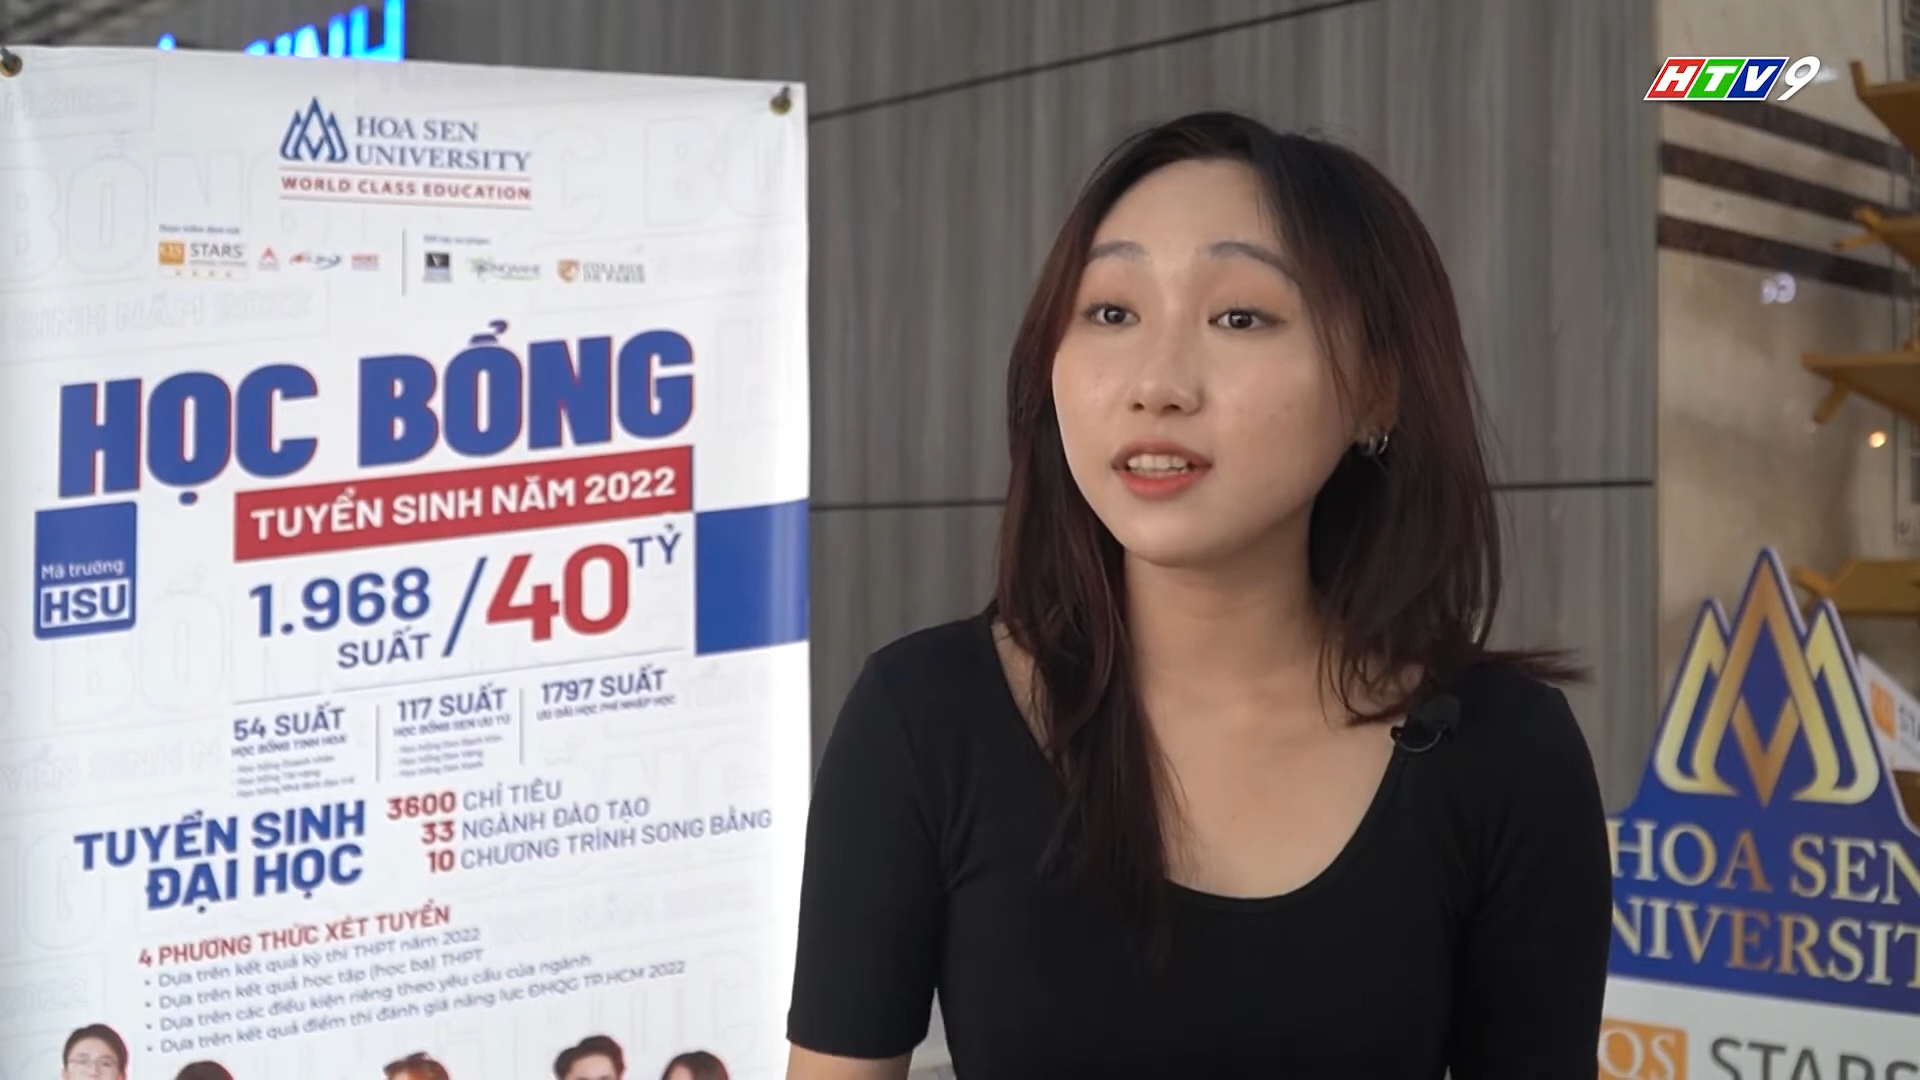 HTV9
HOA SEN
UNIVERSITY
WORLD CLASS EDUCATION
QS STARS
COLLEGE
DE PARIS
HỌC BỔNG
TUYỂN SINH NĂM 2022
Mã trường
HSU
1.968
SUẤT
/40 TỶ
54 SUẤT
HỌC BỔNG TINH HOA
117 SUẤT
HỌC BỔNG SEN ƯU TÚ
1797 SUẤT
ƯU ĐÃI HỌC PHÍ NHẬP HỌC
TUYỂN SINH
ĐẠI HỌC
3600 CHỈ TIÊU
33 NGÀNH ĐÀO TẠO
10 CHƯƠNG TRÌNH SONG BẰNG
4 PHƯƠNG THỨC XÉT TUYỂN
• Dựa trên kết quả kỳ thi THPT năm 2022
• Dựa trên kết quả học tập (học bạ) THPT
• Dựa trên các điều kiện riêng theo yêu cầu của ngành
• Dựa trên kết quả điểm thi đánh giá năng lực ĐHQG TP.HCM 2022
HOA SEN
UNIVERSIT
QS STARS